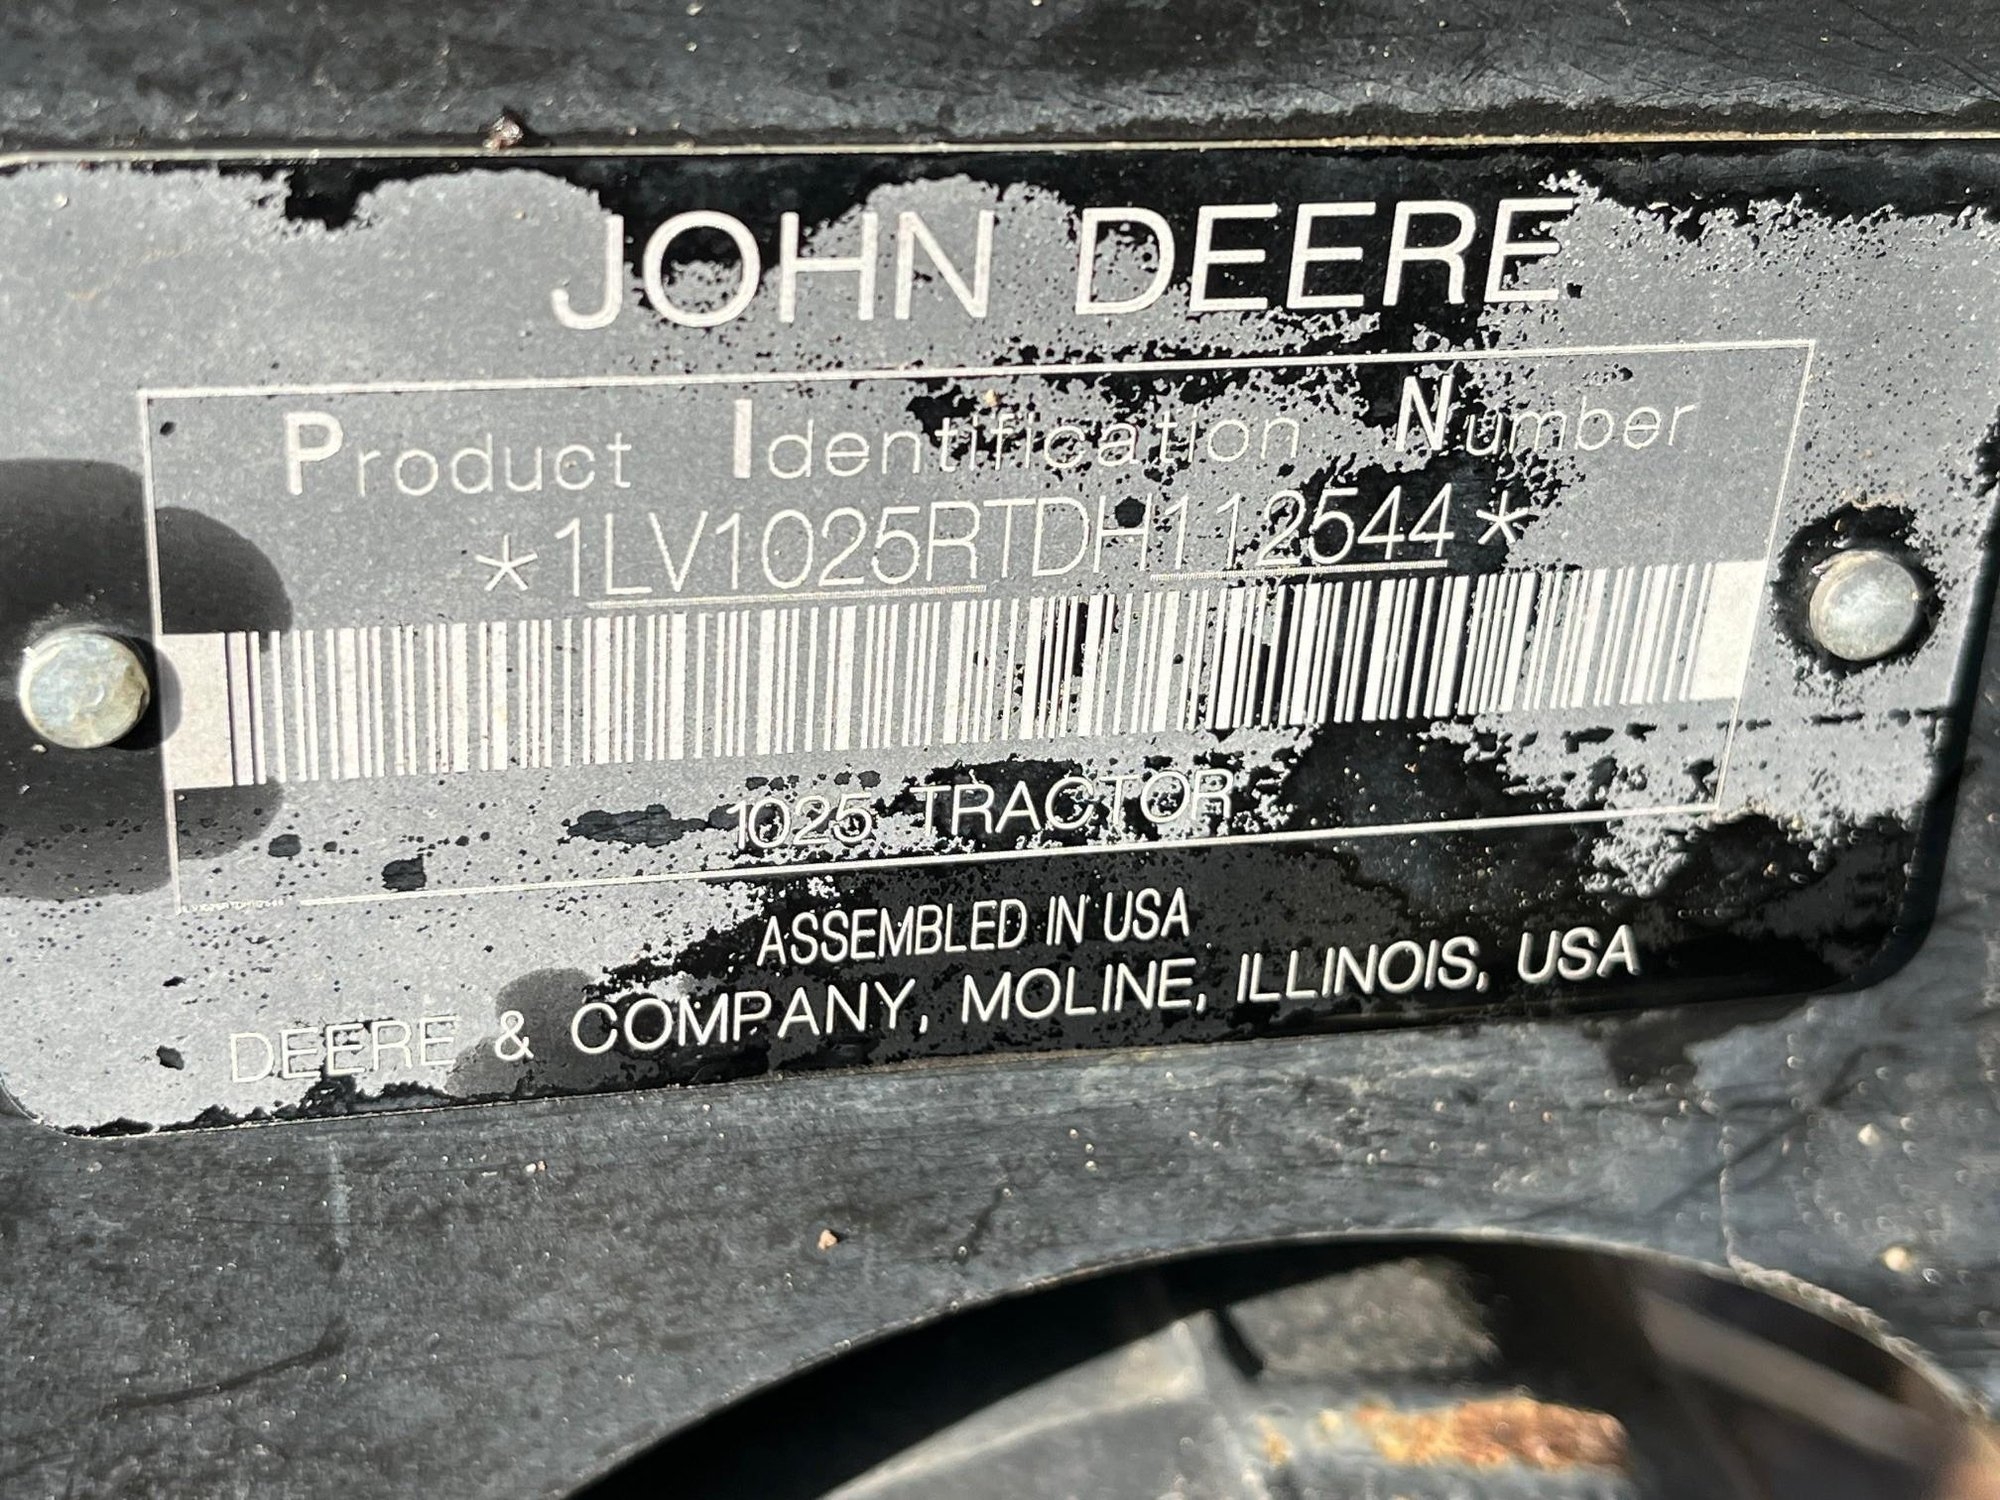 JOHN DEERE
Product Identification Number
*1LV1025RTDH112544*
1025 TRACTOR
ASSEMBLED IN USA
DEERE & COMPANY, MOLINE, ILLINOIS, USA